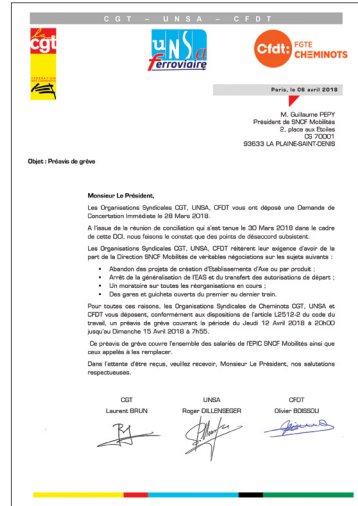 CGT – UNSA – CFDT
la
cgt
FÉDÉRATION
UNSa
Ferroviaire
Cfdt:
FGTE
CHEMINOTS
Paris, le 06 avril 2018
M. Guillaume PEPY
Président de SNCF Mobilités
2, place aux Etoiles
CS 70001
93633 LA PLAINE-SAINT-DENIS
Objet : Préavis de grève
Monsieur Le Président,
Les Organisations Syndicales CGT, UNSA, CFDT vous ont déposé une Demande de
Concertation Immédiate le 28 Mars 2018.
A l'issue de la réunion de conciliation qui s'est tenue le 30 Mars 2018 dans le cadre
de cette DCI, nous faisons le constat que des points de désaccord subsistent.
Les Organisations Syndicales CGT, UNSA, CFDT réitèrent leur exigence d'avoir de la
part de la Direction SNCF Mobilités de véritables négociations sur les sujets suivants :
• Abandon des projets de création d'Etablissements d'Axe ou par produit ;
• Arrêt de la généralisation de l'EAS et du transfert des autorisations de départ ;
• Un moratoire sur toutes les réorganisations en cours ;
• Des gares et guichets ouverts du premier au dernier train.
Pour toutes ces raisons, les Organisations Syndicales de Cheminots CGT, UNSA et
CFDT vous déposent, conformément aux dispositions de l'article L2512-2 du code du
travail, un préavis de grève couvrant la période du Jeudi 12 Avril 2018 à 20h00
jusqu'au Dimanche 15 Avril 2018 à 7h55.
Ce préavis de grève couvre l'ensemble des salariés de l'EPIC SNCF Mobilités ainsi que
ceux appelés à les remplacer.
Dans l'attente d'être reçus, veuillez recevoir, Monsieur Le Président, nos salutations
respectueuses.
CGT UNSA CFDT
Laurent BRUN Roger DILLENSEGER Olivier BOISSOU